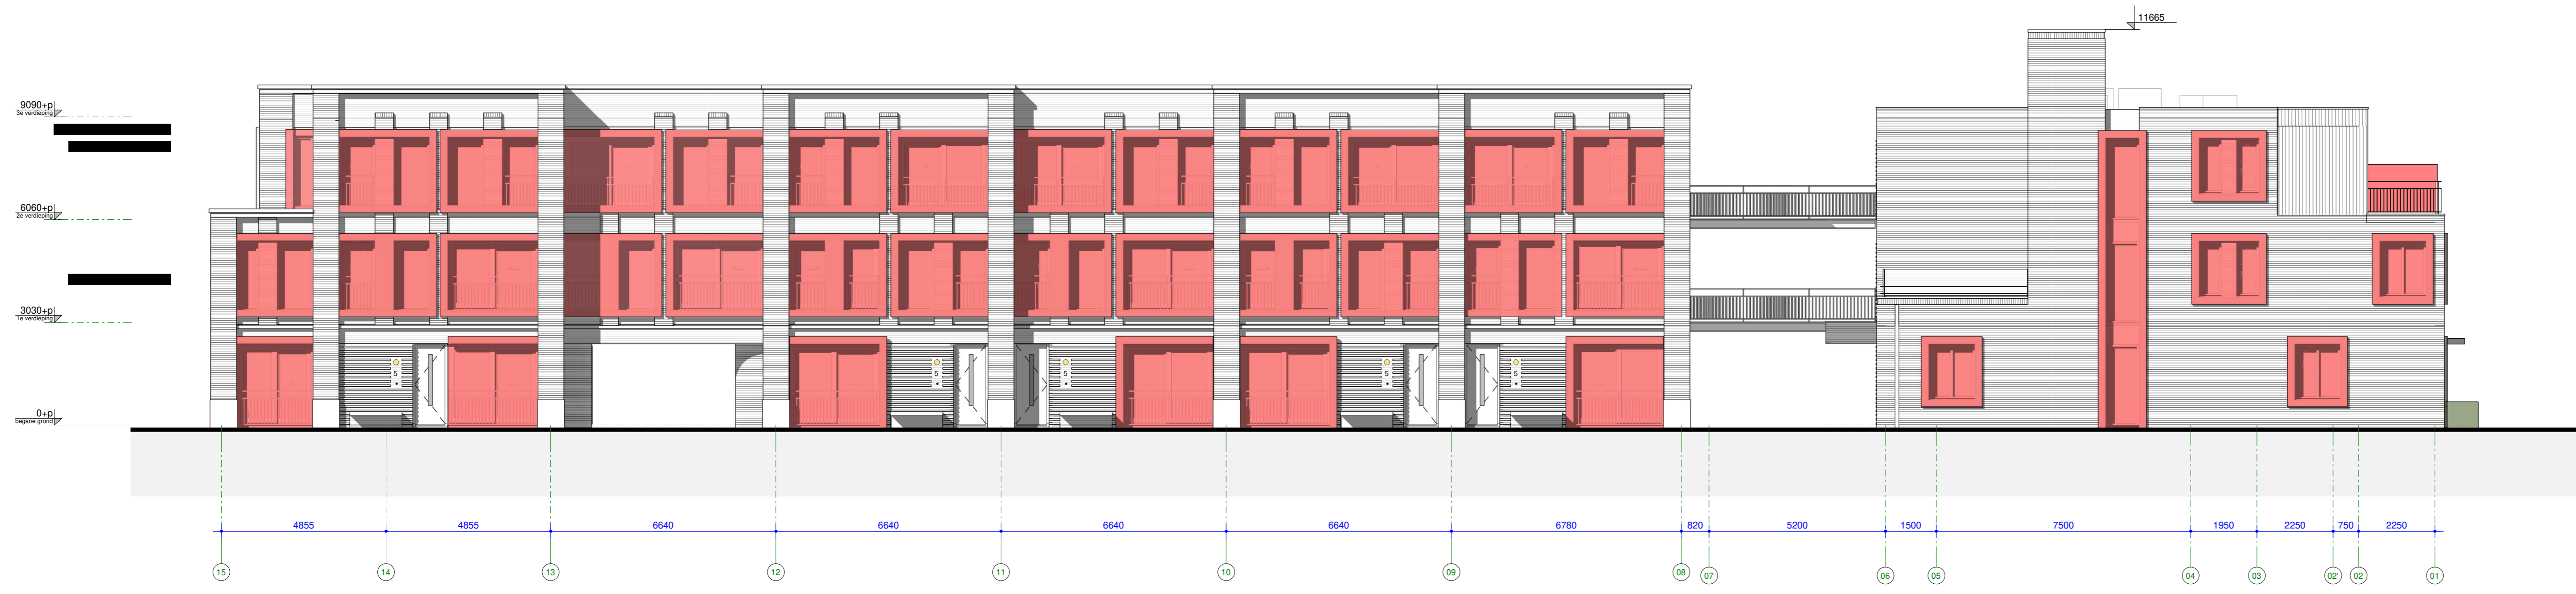 11665
9090+p
3e verdieping
6060+p
2e verdieping
3030+p
1e verdieping
5 5 5 5 5
0+p
begane grond
4855 4855 6640 6640 6640 6640 6780 820 5200 1500 7500 1950 2250 750 2250
15 14 13 12 11 10 09 08 07 06 05 04 03 02' 02 01